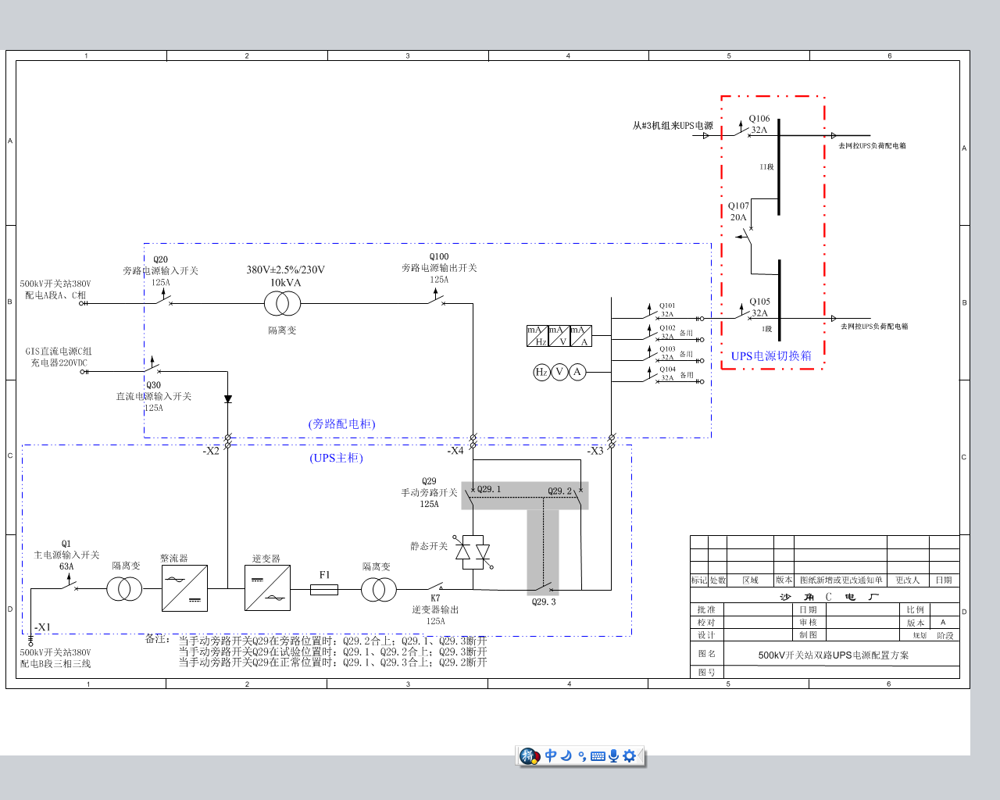 1 2 3 4 5 6
A
A
从#3机组来UPS电源
Q106
32A
去网控UPS负荷配电箱
II段
Q107
20A
Q105
32A
I段
去网控UPS负荷配电箱
UPS电源切换箱
B
B
Q20
旁路电源输入开关
125A
500kV开关站380V
配电A段A、C相
380V±2.5%/230V
10kVA
隔离变
Q100
旁路电源输出开关
125A
mA Hz
mA V
mA A
Hz V A
Q101
32A
Q102
32A 备用
Q103
32A 备用
Q104
32A 备用
GIS直流电源C组
充电器220VDC
Q30
直流电源输入开关
125A
(旁路配电柜)
(UPS主柜)
C
C
-X2
-X4
-X3
Q29
手动旁路开关
125A
Q29.1
Q29.2
Q29.3
静态开关
Q1
主电源输入开关
63A
隔离变
整流器
逆变器
F1
隔离变
K7
逆变器输出
125A
D
D
-X1
500kV开关站380V
配电B段三相三线
备注：
当手动旁路开关Q29在旁路位置时：Q29.2合上；Q29.1、Q29.3断开
当手动旁路开关Q29在试验位置时：Q29.1、Q29.2合上；Q29.3断开
当手动旁路开关Q29在正常位置时：Q29.1、Q29.3合上；Q29.2断开
标记 处数 区域 版本 图纸新增或更改通知单 更改人 日期
沙角C电厂
批准 日期 比例
校对 审核 版本 A
设计 制图 规划 阶段
图名 500kV开关站双路UPS电源配置方案
图号
1 2 3 4 5 6
拼 中